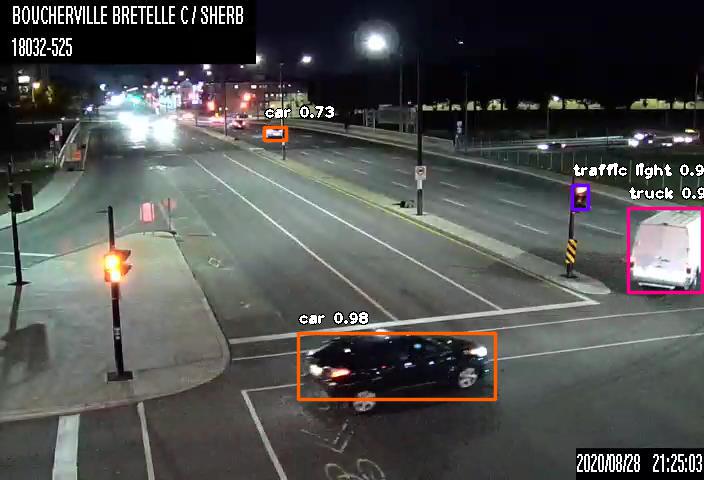 BOUCHERVILLE BRETELLE C / SHERB
18032-525
car 0.73
traffic light 0.9
truck 0.9
car 0.98
2020/08/28 21:25:03